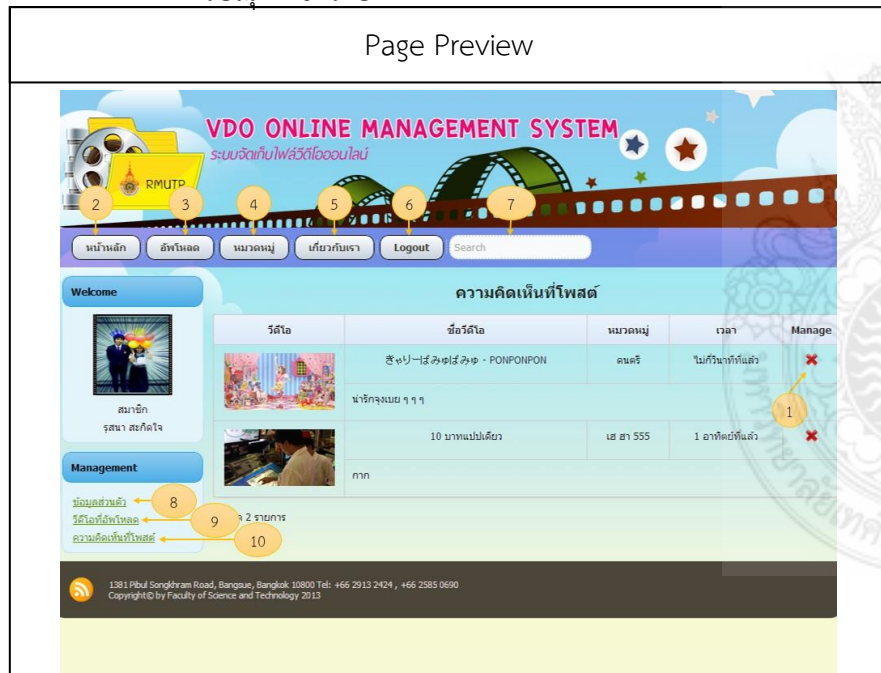 Page Preview
VDO ONLINE MANAGEMENT SYSTEM
ระบบจัดเก็บไฟล์วีดีโอออนไลน์
RMUTP
2 3 4 5 6 7
หน้าหลัก อัพโหลด หมวดหมู่ เกี่ยวกับเรา Logout Search
Welcome
สมาชิก
รุสนา สะกิดใจ
ความคิดเห็นที่โพสต์
วีดีโอ ชื่อวีดีโอ หมวดหมู่ เวลา Manage
きゃりーぱみゅぱみゅ - PONPONPON ดนตรี ไม่กี่วินาทีที่แล้ว
น่ารักจุงเบย ๆ ๆ ๆ
1
10 บาทแปปเดียว เฮ ฮา 555 1 อาทิตย์ที่แล้ว
กาก
Management
ข้อมูลส่วนตัว 8
วีดีโอที่อัพโหลด 9
ความคิดเห็นที่โพสต์ 10
2 รายการ
1381 Pibul Songkhram Road, Bangsue, Bangkok 10800 Tel: +66 2913 2424 , +66 2585 0690
Copyright© by Faculty of Science and Technology 2013